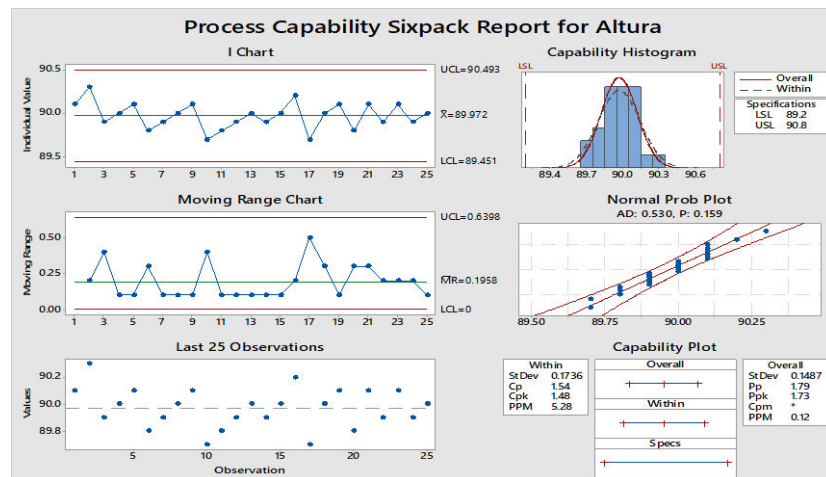 Process Capability Sixpack Report for Altura
I Chart
Individual Value
90.5
90.0
89.5
UCL=90.493
X̄=89.972
LCL=89.451
1 3 5 7 9 11 13 15 17 19 21 23 25
Capability Histogram
LSL USL
89.4 89.7 90.0 90.3 90.6
Overall
Within
Specifications
LSL 89.2
USL 90.8
Moving Range Chart
Moving Range
0.50
0.25
0.00
UCL=0.6398
M̅R̅=0.1958
LCL=0
1 3 5 7 9 11 13 15 17 19 21 23 25
Normal Prob Plot
AD: 0.530, P: 0.159
89.50 89.75 90.00 90.25
Last 25 Observations
Values
90.2
90.0
89.8
5 10 15 20 25
Observation
Capability Plot
Within
StDev 0.1736
Cp 1.54
Cpk 1.48
PPM 5.28
Overall
Within
Specs
Overall
StDev 0.1487
Pp 1.79
Ppk 1.73
Cpm *
PPM 0.12